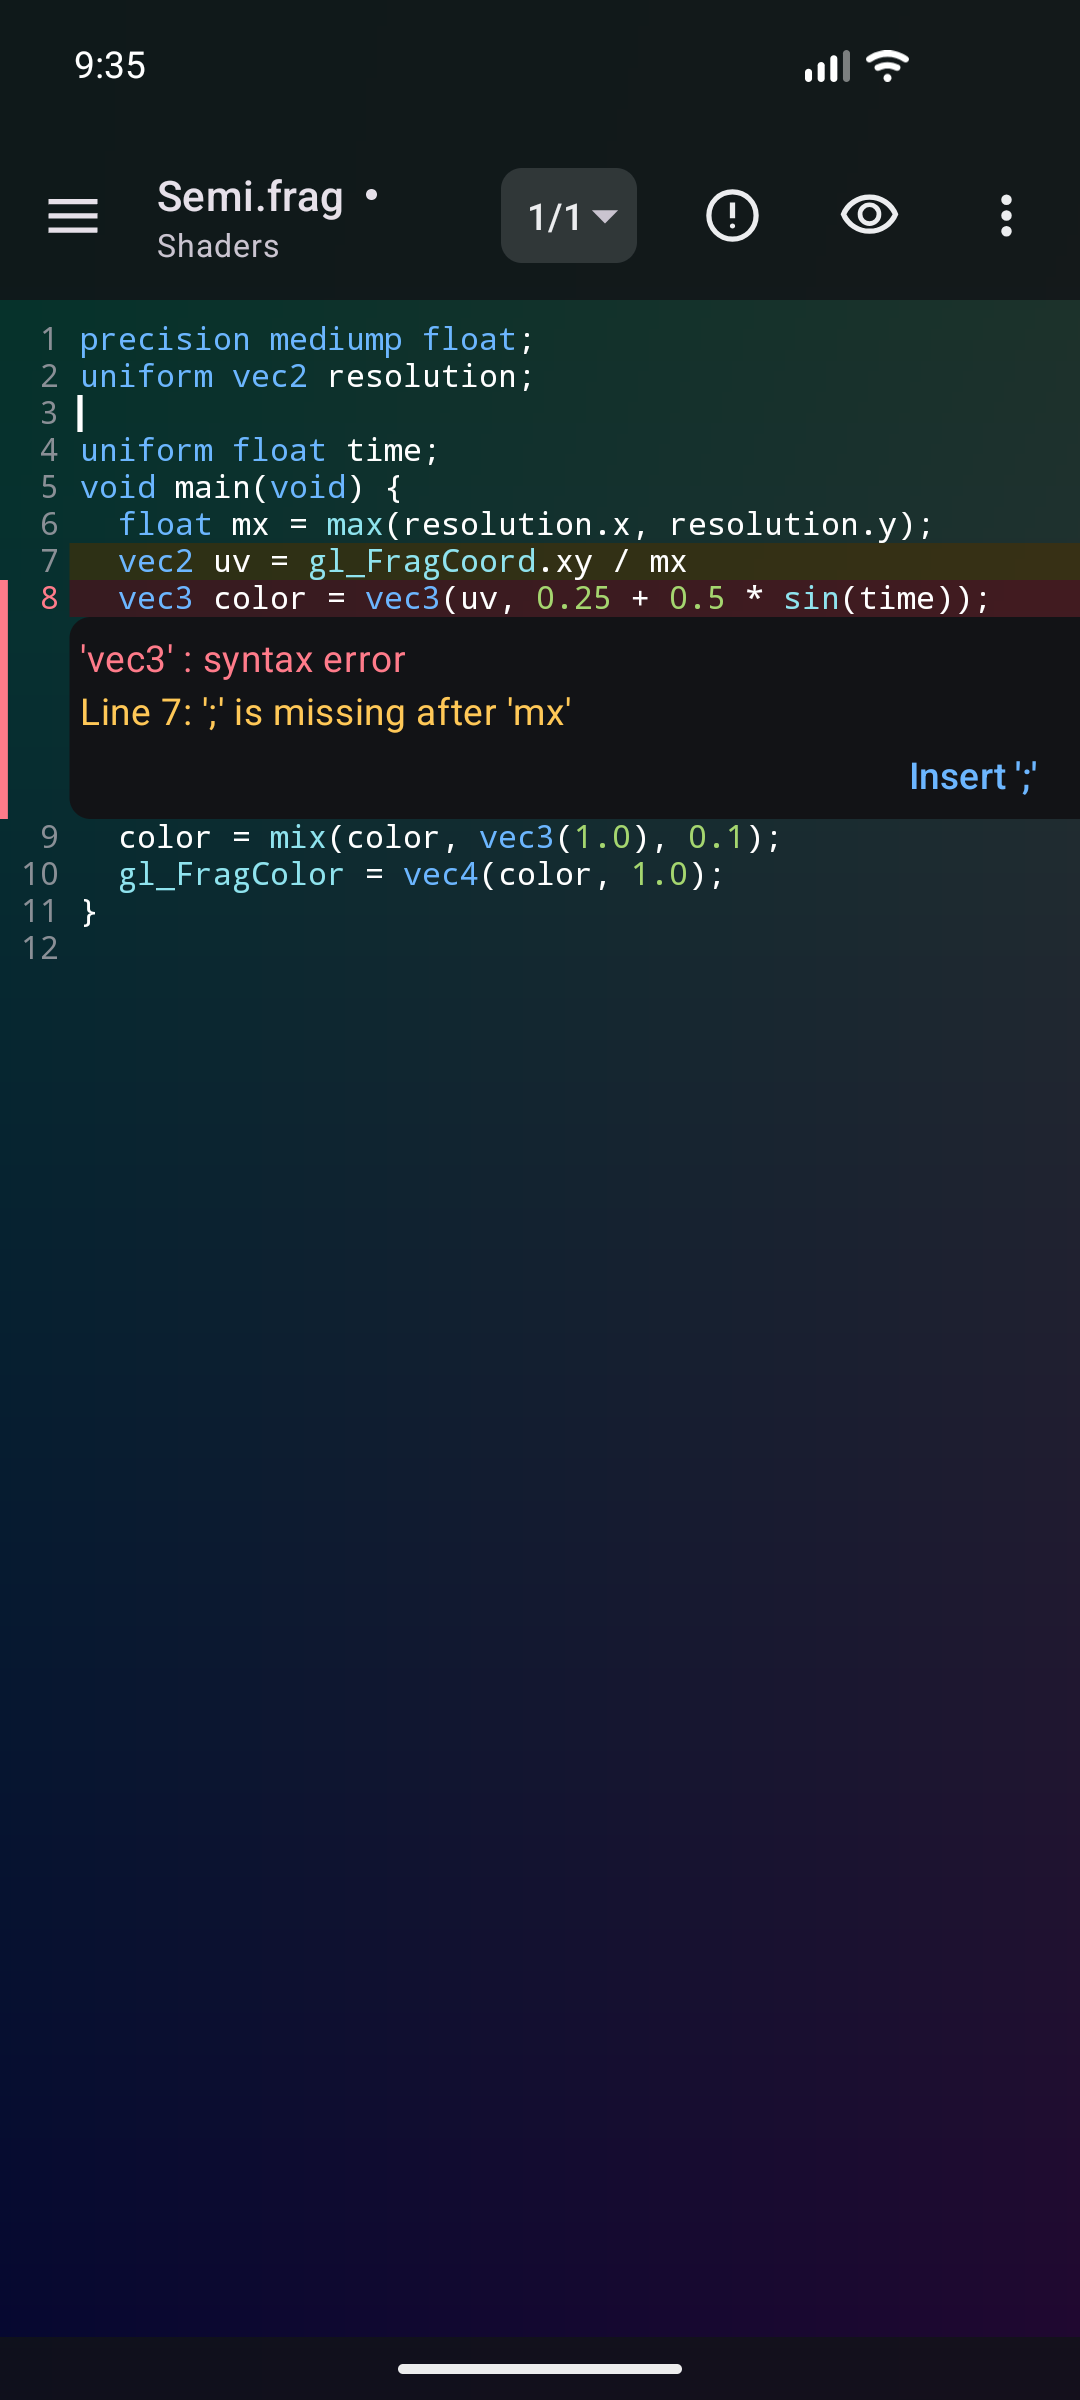 9:35
Semi.frag •
Shaders
1/1
1 precision mediump float;
2 uniform vec2 resolution;
3
4 uniform float time;
5 void main(void) {
6   float mx = max(resolution.x, resolution.y);
7   vec2 uv = gl_FragCoord.xy / mx
8   vec3 color = vec3(uv, 0.25 + 0.5 * sin(time));
'vec3' : syntax error
Line 7: ';' is missing after 'mx'
Insert ';'
9   color = mix(color, vec3(1.0), 0.1);
10   gl_FragColor = vec4(color, 1.0);
11 }
12